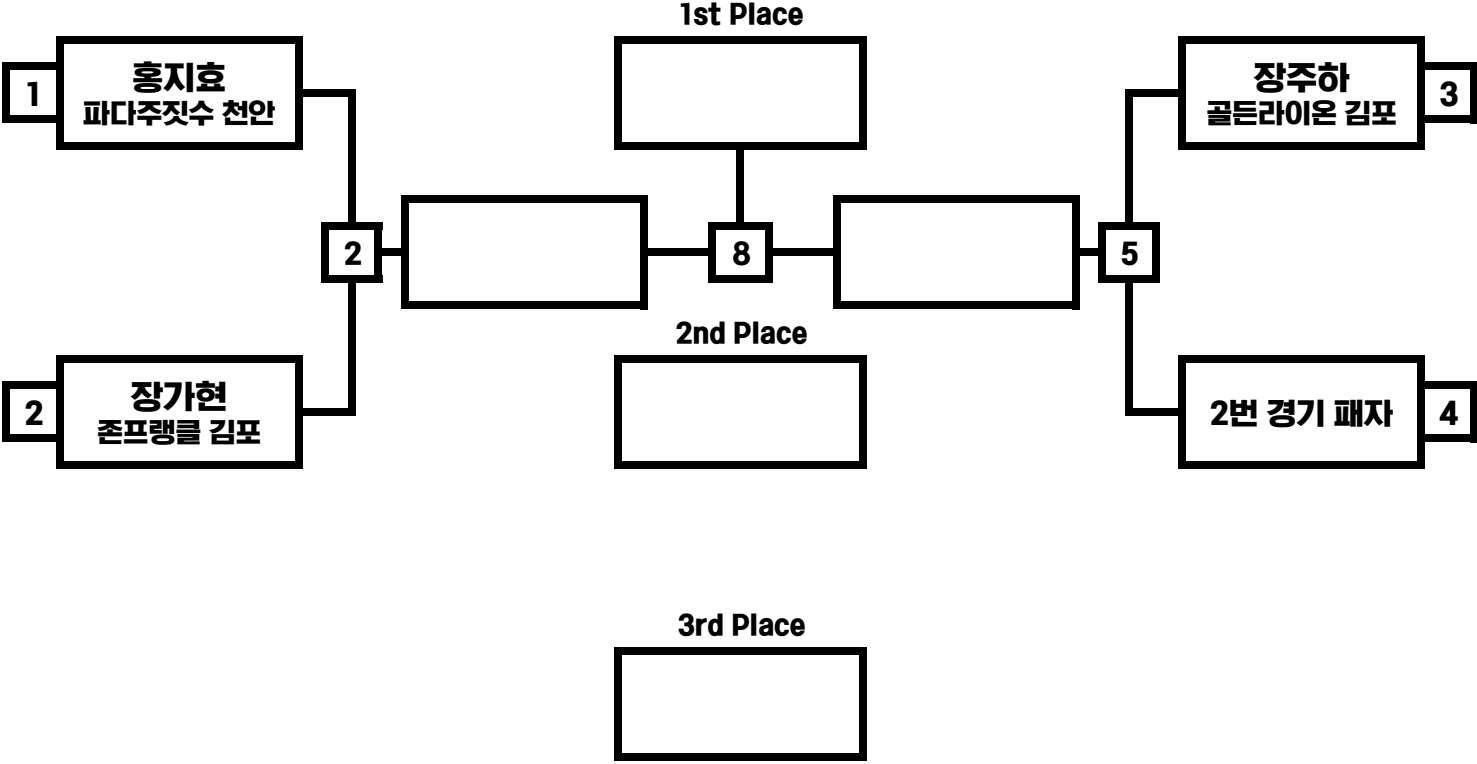 1st Place
1
홍지효
파다주짓수 천안
장주하
골든라이온 김포
3
2
8
5
2nd Place
2
장가현
존프랭클 김포
2번 경기 패자
4
3rd Place